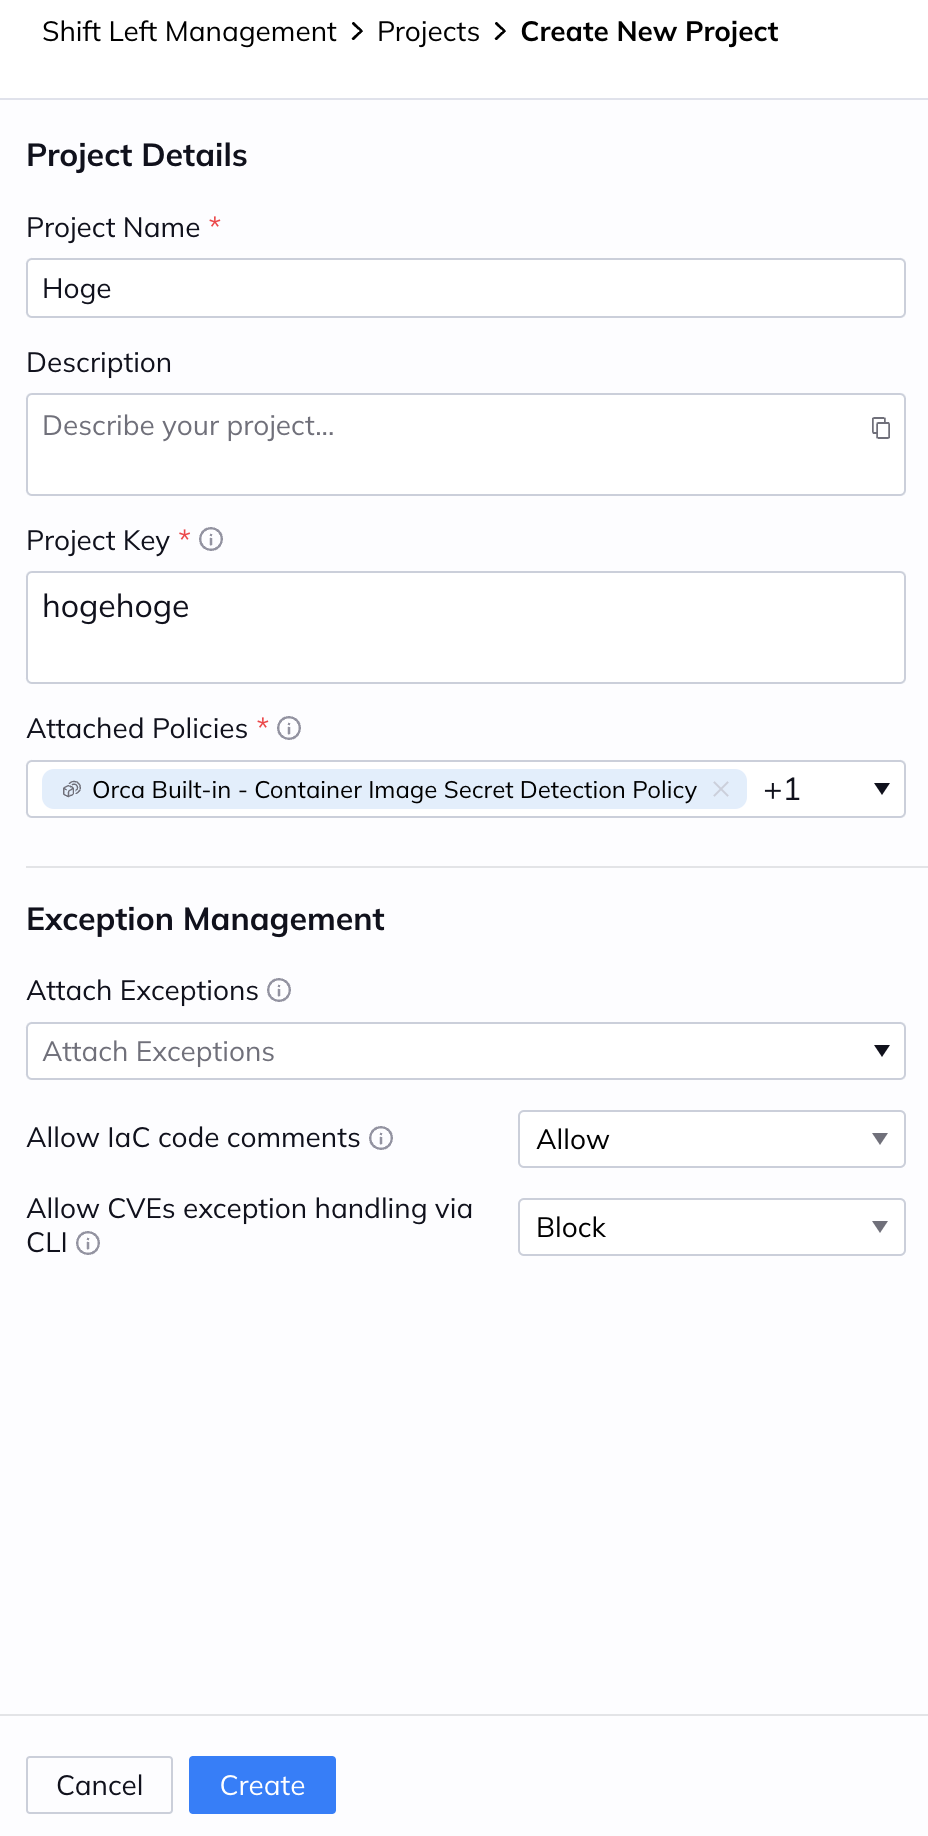 Shift Left Management > Projects > Create New Project
Project Details
Project Name *
Hoge
Description
Describe your project...
Project Key *
hogehoge
Attached Policies *
Orca Built-in - Container Image Secret Detection Policy +1
Exception Management
Attach Exceptions
Attach Exceptions
Allow IaC code comments
Allow
Allow CVEs exception handling via
CLI
Block
Cancel
Create